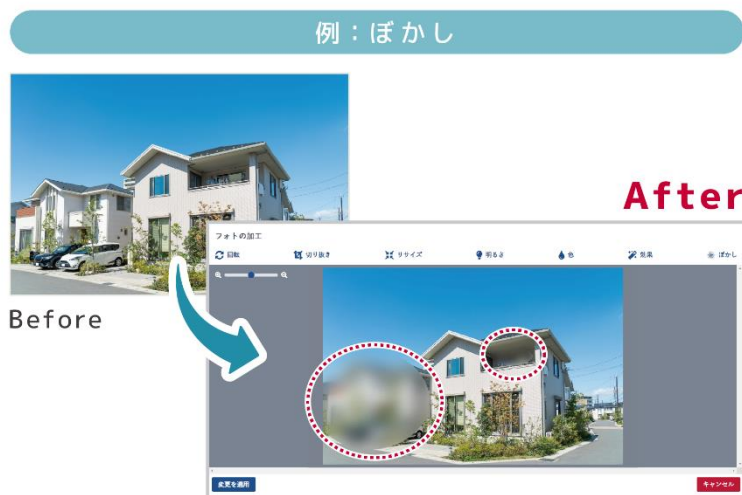 例：ぼかし
After
フォトの加工
回転 切り抜き リサイズ 明るさ 色 効果 ぼかし
Before
変更を適用 キャンセル